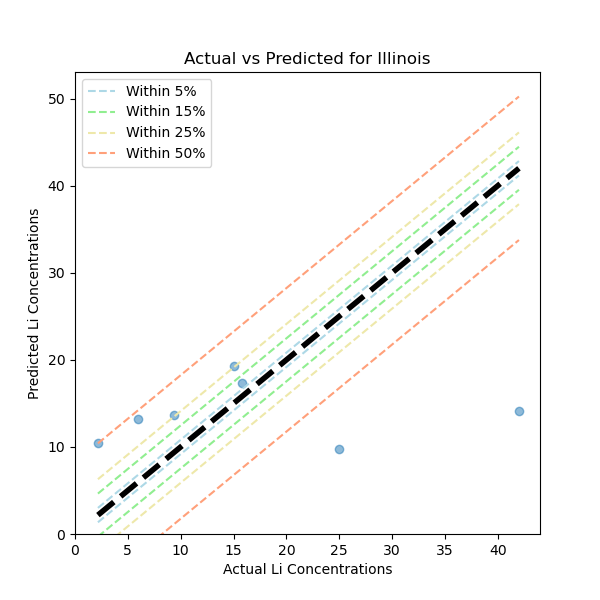 Actual vs Predicted for Illinois
Within 5%
Within 15%
Within 25%
Within 50%
50
40
30
20
10
0
Predicted Li Concentrations
0 5 10 15 20 25 30 35 40
Actual Li Concentrations